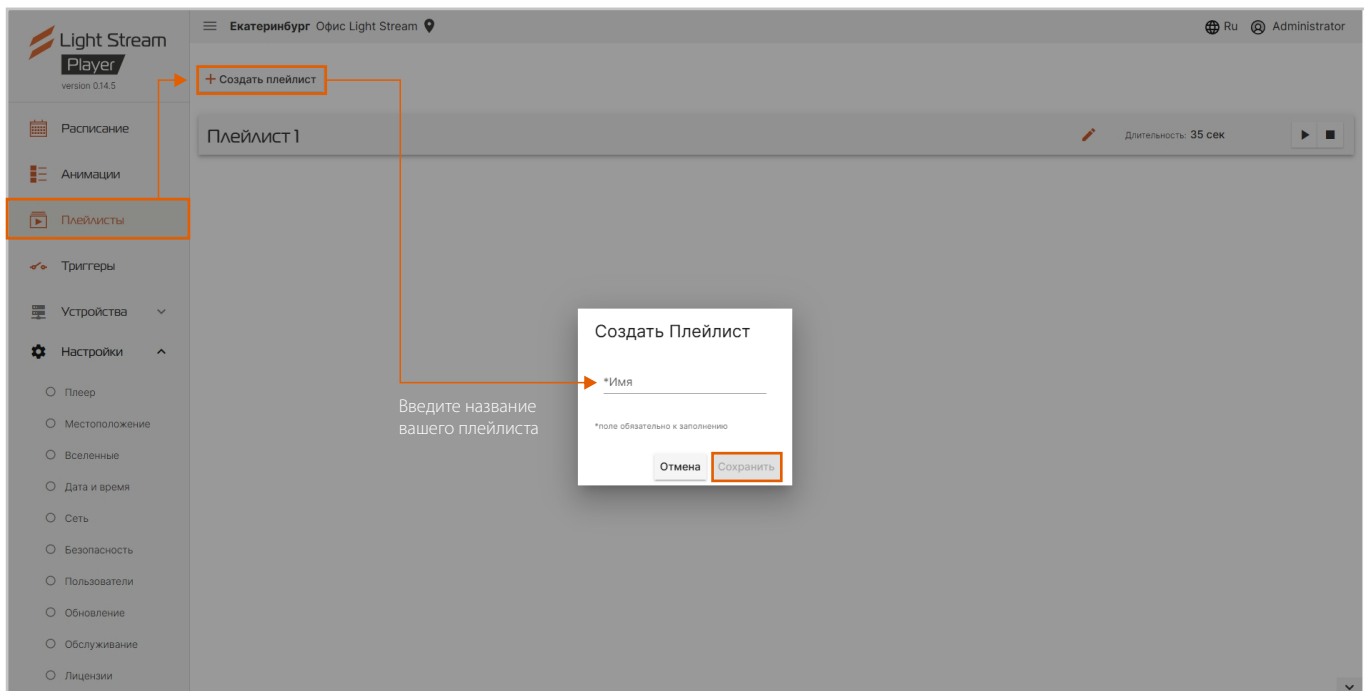 Light Stream
Player
version 0.14.5
Екатеринбург Офис Light Stream
Ru
Administrator
+ Создать плейлист
Расписание
Анимации
Плейлисты
Триггеры
Устройства
Настройки
Плеер
Местоположение
Вселенные
Дата и время
Сеть
Безопасность
Пользователи
Обновление
Обслуживание
Лицензии
Плейлист 1
Длительность: 35 сек
Введите название
вашего плейлиста
Создать Плейлист
*Имя
*поле обязательно к заполнению
Отмена
Сохранить